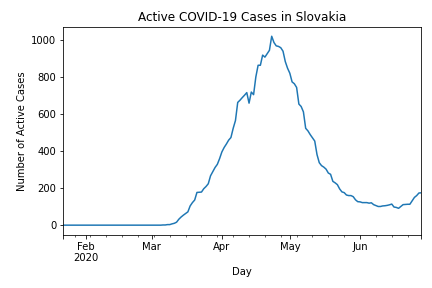 Active COVID-19 Cases in Slovakia
Number of Active Cases
1000
800
600
400
200
0
Feb Mar Apr May Jun
2020
Day